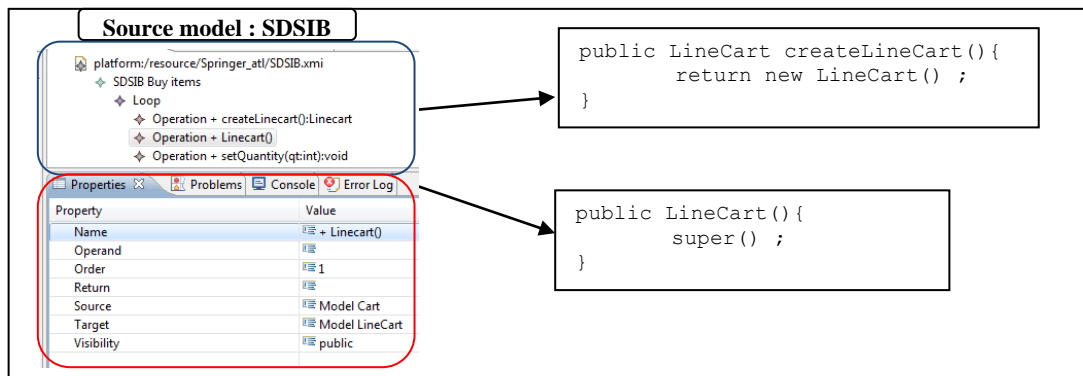 Source model : SDSIB
platform:/resource/Springer_atl/SDSIB.xmi
SDSIB Buy items
Loop
Operation + createLinecart():Linecart
Operation + Linecart()
Operation + setQuantity(qt:int):void
Properties Problems Console Error Log
Property Value
Name + Linecart()
Operand
Order 1
Return
Source Model Cart
Target Model LineCart
Visibility public
public LineCart createLineCart(){
return new LineCart() ;
}
public LineCart(){
super() ;
}